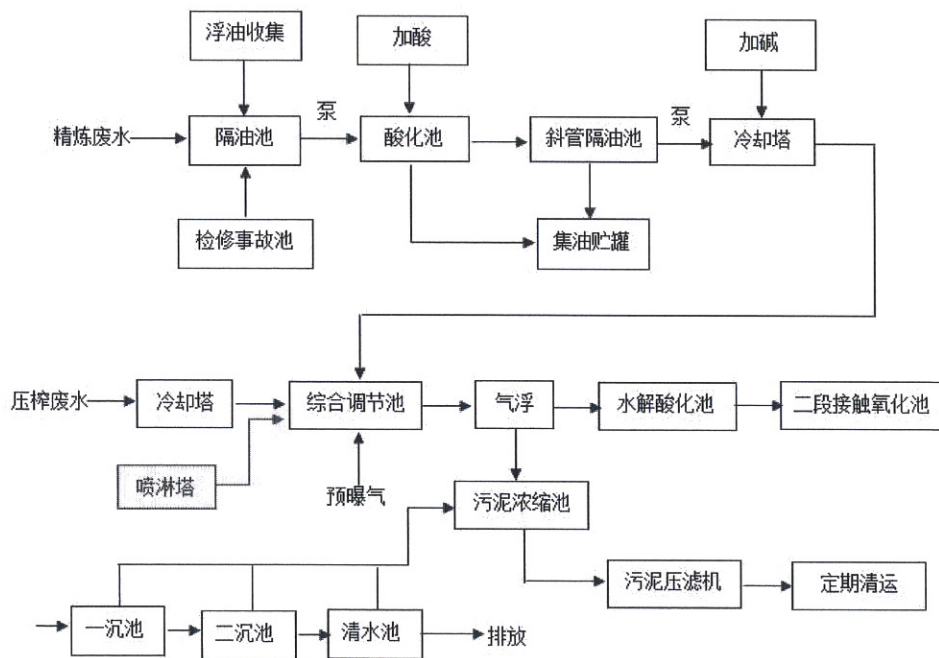 浮油收集
加酸
加碱
精炼废水
隔油池
泵
酸化池
斜管隔油池
泵
冷却塔
检修事故池
集油贮罐
压榨废水
冷却塔
综合调节池
气浮
水解酸化池
二段接触氧化池
喷淋塔
预曝气
污泥浓缩池
污泥压滤机
定期清运
一沉池
二沉池
清水池
排放